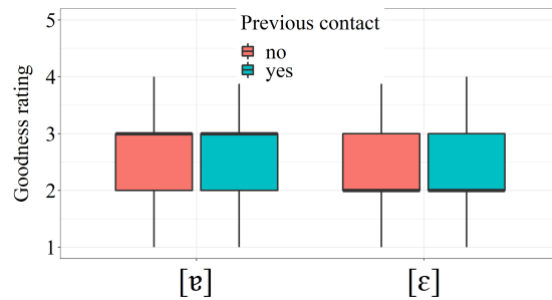 Previous contact
no
yes
Goodness rating
5
4
3
2
1
[ɐ]
[ɛ]